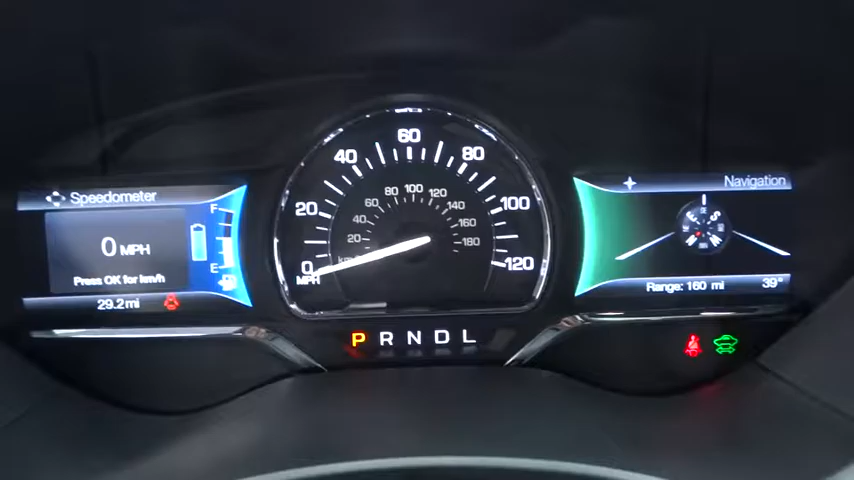 Speedometer
0 MPH
Press OK for km/h
29.2 mi
F
E
0
20
40
60
80
100
120
MPH
20
40
60
80
100
120
140
160
180
P R N D L
Navigation
Range: 160 mi
39°